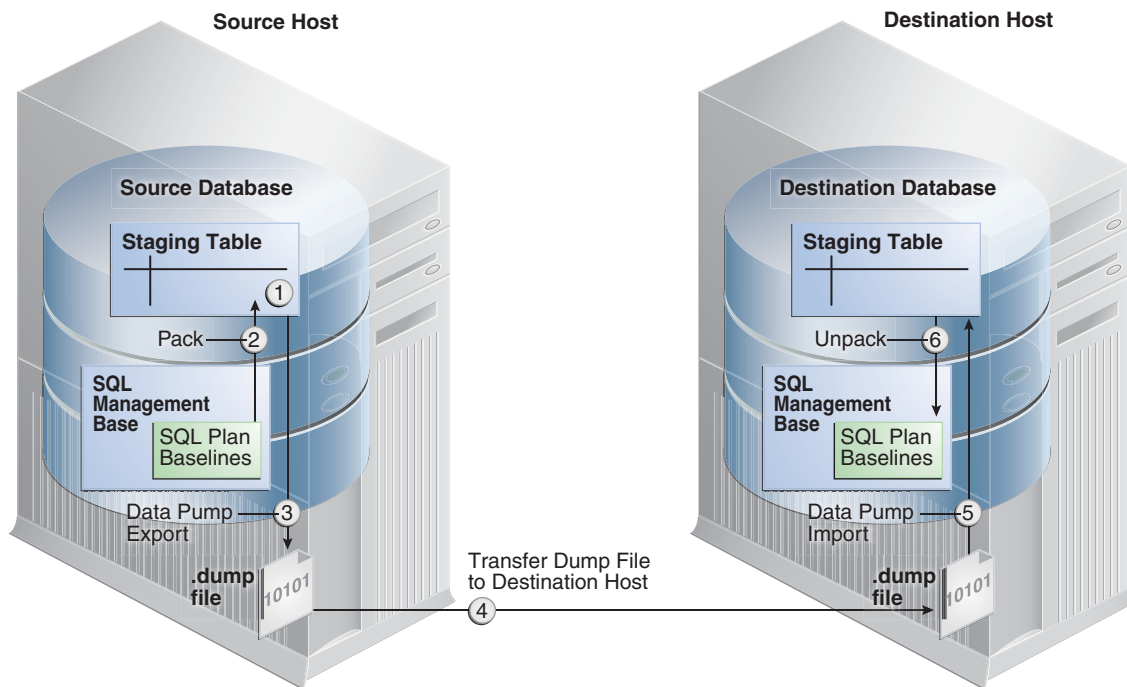 Source Host
Source Database
Staging Table
1
Pack
2
SQL
Management
Base
SQL Plan
Baselines
Data Pump
Export
3
.dump
file
10101
Transfer Dump File
to Destination Host
4
Destination Host
Destination Database
Staging Table
Unpack
6
SQL
Management
Base
SQL Plan
Baselines
Data Pump
Import
5
.dump
file
10101